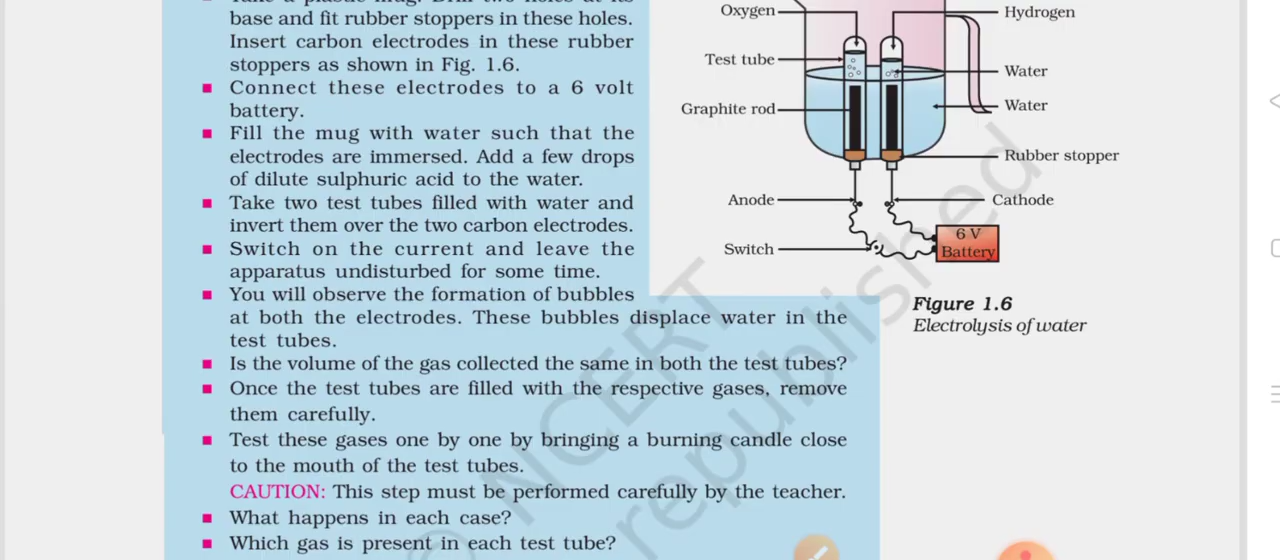 Take a plastic mug. Drill two holes at its
base and fit rubber stoppers in these holes.
Insert carbon electrodes in these rubber
stoppers as shown in Fig. 1.6.
Connect these electrodes to a 6 volt
battery.
Fill the mug with water such that the
electrodes are immersed. Add a few drops
of dilute sulphuric acid to the water.
Take two test tubes filled with water and
invert them over the two carbon electrodes.
Switch on the current and leave the
apparatus undisturbed for some time.
You will observe the formation of bubbles
at both the electrodes. These bubbles displace water in the
test tubes.
Is the volume of the gas collected the same in both the test tubes?
Once the test tubes are filled with the respective gases, remove
them carefully.
Test these gases one by one by bringing a burning candle close
to the mouth of the test tubes.
CAUTION: This step must be performed carefully by the teacher.
What happens in each case?
Which gas is present in each test tube?
Oxygen
Hydrogen
Test tube
Water
Graphite rod
Water
Rubber stopper
Anode
Cathode
Switch
6 V
Battery
Figure 1.6
Electrolysis of water
© NCERT
republished